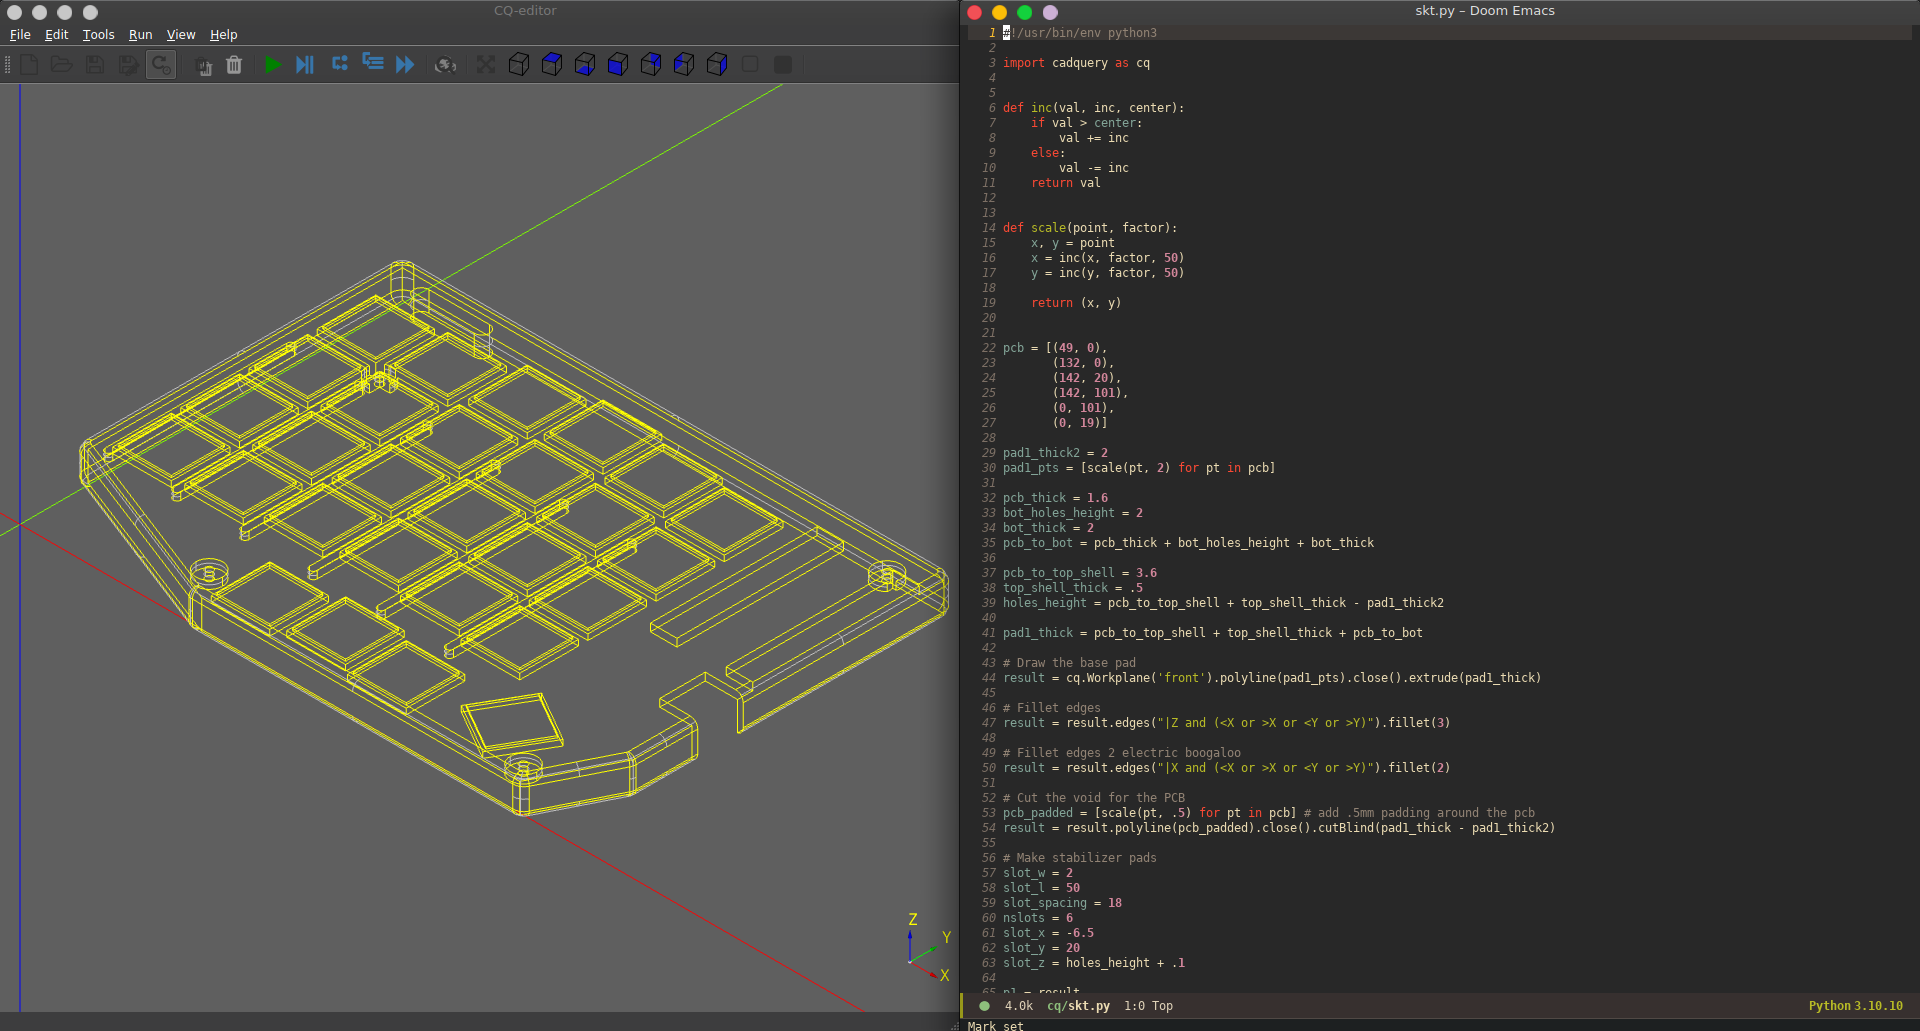 CQ-editor
File Edit Tools Run View Help
Z
Y
X
skt.py – Doom Emacs
1 #!/usr/bin/env python3
2
3 import cadquery as cq
4
5
6 def inc(val, inc, center):
7     if val > center:
8         val += inc
9     else:
10         val -= inc
11     return val
12
13
14 def scale(point, factor):
15     x, y = point
16     x = inc(x, factor, 50)
17     y = inc(y, factor, 50)
18
19     return (x, y)
20
21
22 pcb = [(49, 0),
23        (132, 0),
24        (142, 20),
25        (142, 101),
26        (0, 101),
27        (0, 19)]
28
29 pad1_thick2 = 2
30 pad1_pts = [scale(pt, 2) for pt in pcb]
31
32 pcb_thick = 1.6
33 bot_holes_height = 2
34 bot_thick = 2
35 pcb_to_bot = pcb_thick + bot_holes_height + bot_thick
36
37 pcb_to_top_shell = 3.6
38 top_shell_thick = .5
39 holes_height = pcb_to_top_shell + top_shell_thick - pad1_thick2
40
41 pad1_thick = pcb_to_top_shell + top_shell_thick + pcb_to_bot
42
43 # Draw the base pad
44 result = cq.Workplane('front').polyline(pad1_pts).close().extrude(pad1_thick)
45
46 # Fillet edges
47 result = result.edges("|Z and (<X or >X or <Y or >Y)").fillet(3)
48
49 # Fillet edges 2 electric boogaloo
50 result = result.edges("|X and (<X or >X or <Y or >Y)").fillet(2)
51
52 # Cut the void for the PCB
53 pcb_padded = [scale(pt, .5) for pt in pcb] # add .5mm padding around the pcb
54 result = result.polyline(pcb_padded).close().cutBlind(pad1_thick - pad1_thick2)
55
56 # Make stabilizer pads
57 slot_w = 2
58 slot_l = 50
59 slot_spacing = 18
60 nslots = 6
61 slot_x = -6.5
62 slot_y = 20
63 slot_z = holes_height + .1
64
65 p1 = result
4.0k cq/skt.py 1:0 Top Python 3.10.10
Mark set